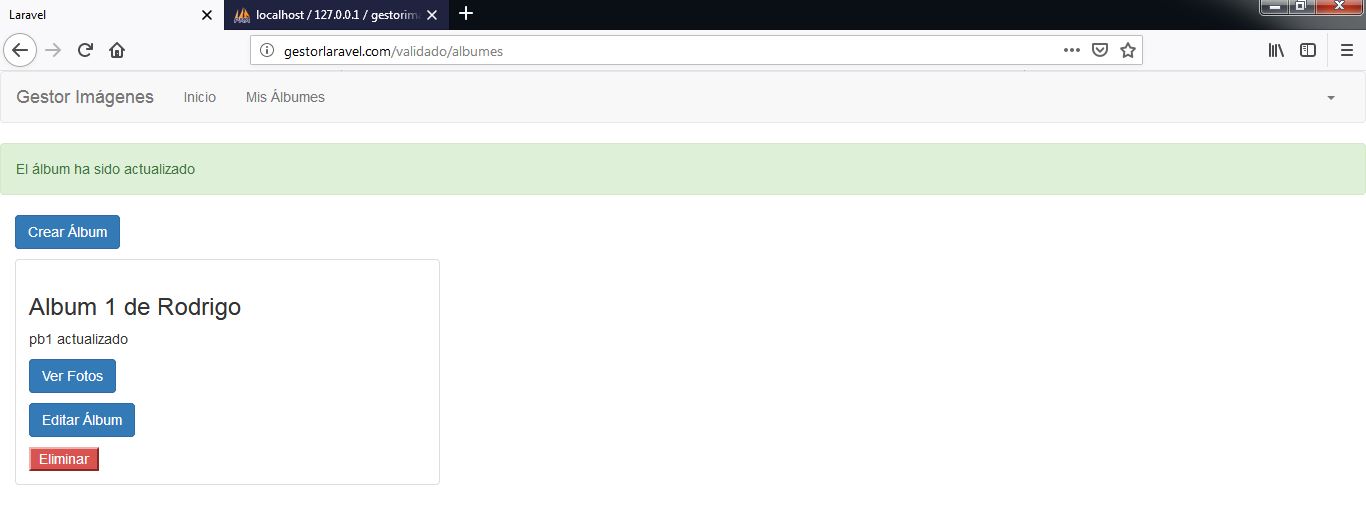 Laravel
localhost / 127.0.0.1 / gestorim
gestorlaravel.com/validado/albumes
Gestor Imágenes
Inicio
Mis Álbumes
El álbum ha sido actualizado
Crear Álbum
Album 1 de Rodrigo
pb1 actualizado
Ver Fotos
Editar Álbum
Eliminar